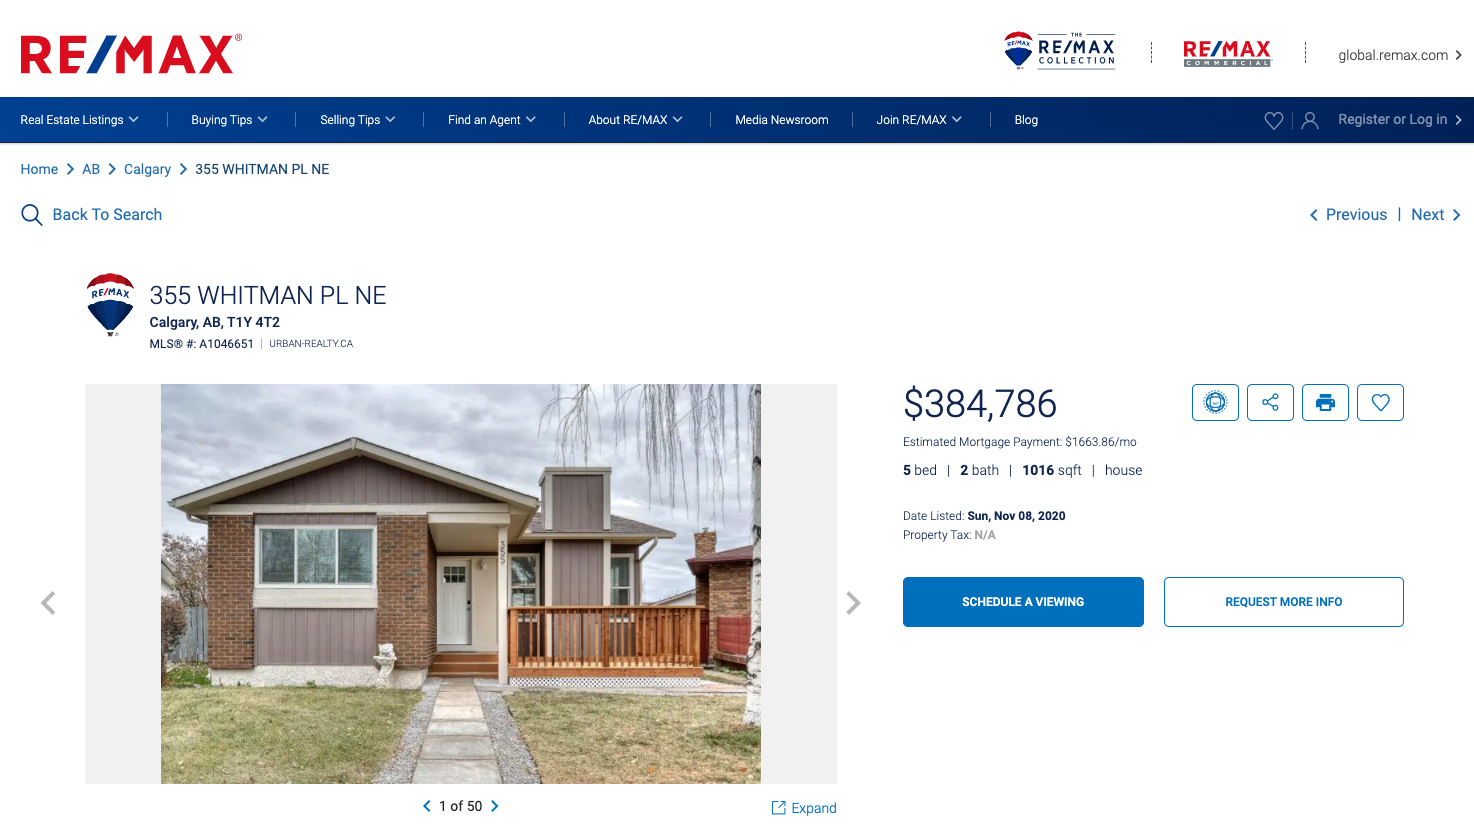 RE/MAX®
THE
RE/MAX
COLLECTION
RE/MAX
RE/MAX
COMMERCIAL
global.remax.com
Real Estate Listings
Buying Tips
Selling Tips
Find an Agent
About RE/MAX
Media Newsroom
Join RE/MAX
Blog
Register or Log in
Home > AB > Calgary > 355 WHITMAN PL NE
Back To Search
Previous | Next
RE/MAX
355 WHITMAN PL NE
Calgary, AB, T1Y 4T2
MLS® #: A1046651 | URBAN-REALTY.CA
355
$384,786
Estimated Mortgage Payment: $1663.86/mo
5 bed | 2 bath | 1016 sqft | house
Date Listed: Sun, Nov 08, 2020
Property Tax: N/A
SCHEDULE A VIEWING
REQUEST MORE INFO
1 of 50
Expand